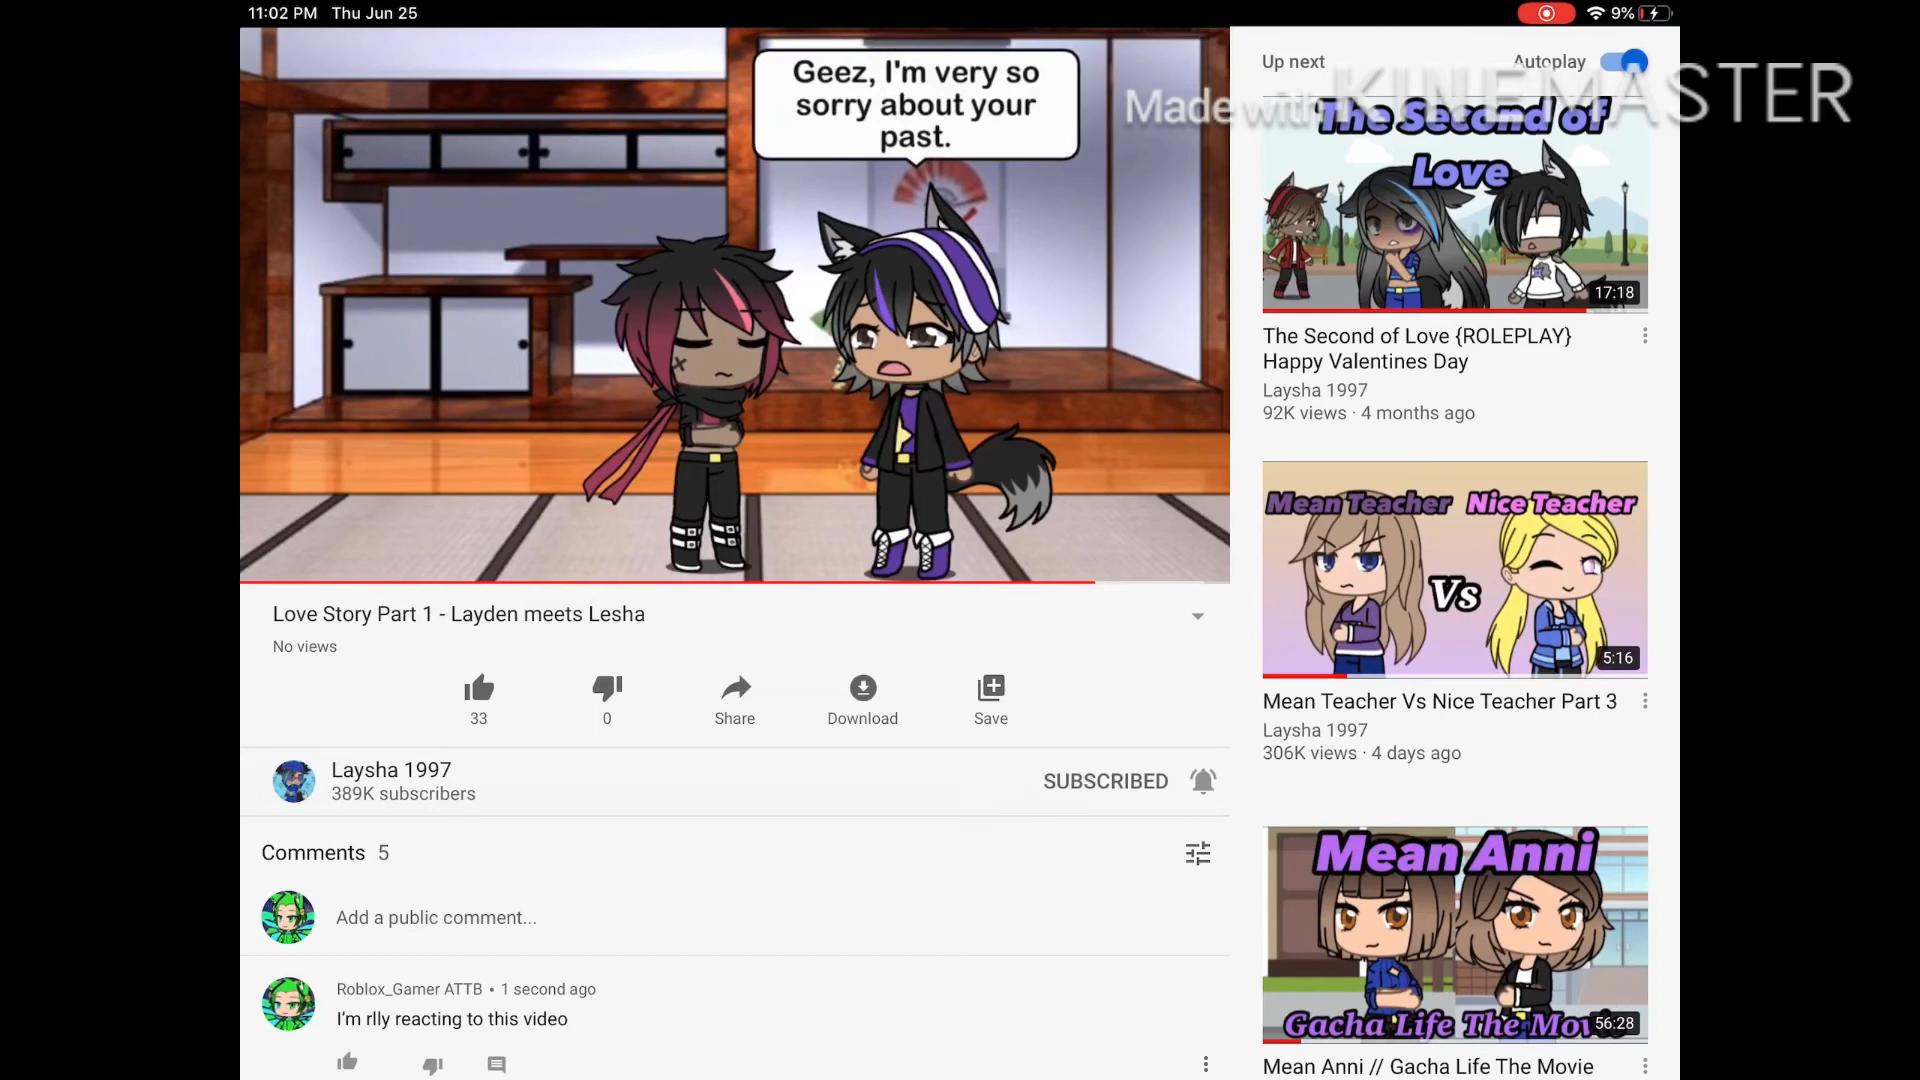 11:02 PM Thu Jun 25
9%
Geez, I'm very so
sorry about your
past.
Up next
Autoplay
Made with KINEMASTER
The Second of
Love
17:18
The Second of Love {ROLEPLAY}
Happy Valentines Day
Laysha 1997
92K views · 4 months ago
Mean Teacher Nice Teacher
Vs
5:16
Mean Teacher Vs Nice Teacher Part 3
Laysha 1997
306K views · 4 days ago
Mean Anni
Gacha Life The Movie
56:28
Mean Anni // Gacha Life The Movie
Love Story Part 1 - Layden meets Lesha
No views
33
0
Share
Download
Save
Laysha 1997
389K subscribers
SUBSCRIBED
Comments 5
Add a public comment...
Roblox_Gamer ATTB • 1 second ago
I'm rlly reacting to this video